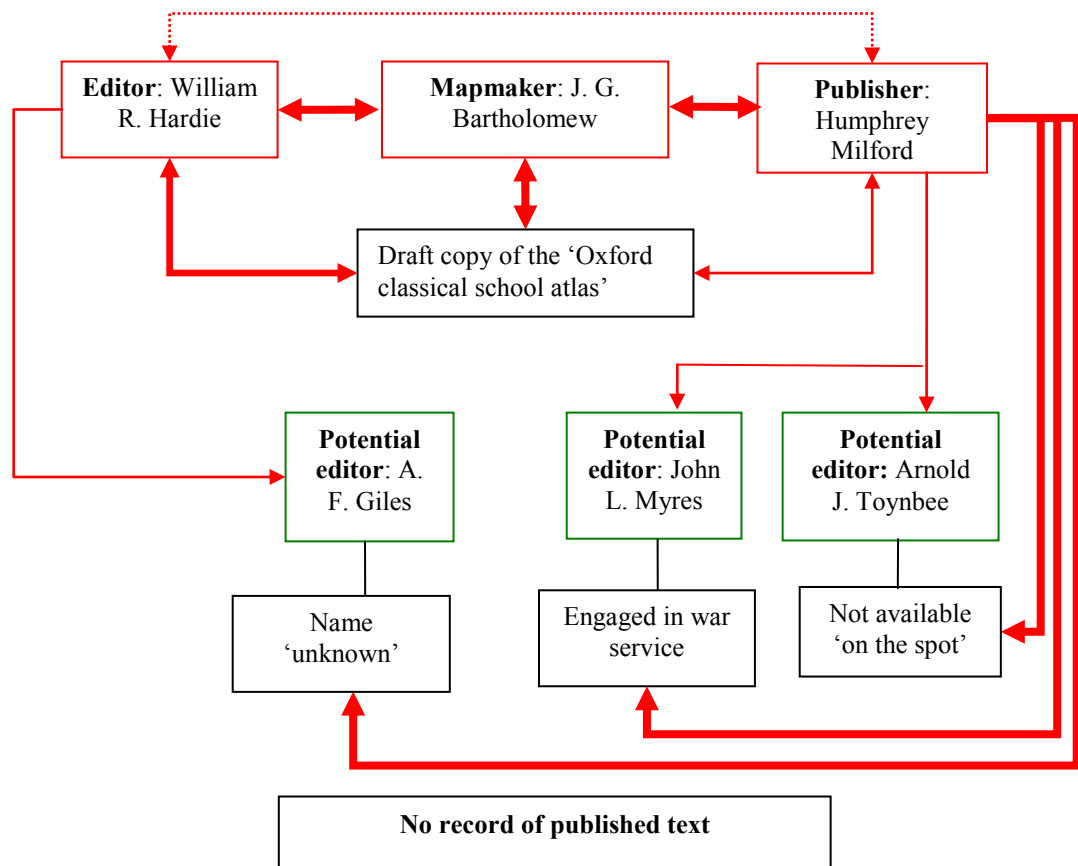 Editor: William
R. Hardie
Mapmaker: J. G.
Bartholomew
Publisher:
Humphrey
Milford
Draft copy of the ‘Oxford
classical school atlas’
Potential
editor: A.
F. Giles
Potential
editor: John
L. Myres
Potential
editor: Arnold
J. Toynbee
Name
‘unknown’
Engaged in war
service
Not available
‘on the spot’
No record of published text